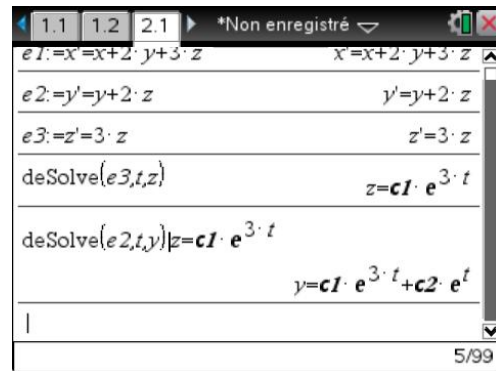 1.1 1.2 2.1 *Non enregistré
e1:=x'=x+2·y+3·z x'=x+2·y+3·z
e2:=y'=y+2·z y'=y+2·z
e3:=z'=3·z z'=3·z
deSolve(e3,t,z) z=c1·e^3·t
deSolve(e2,t,y)|z=c1·e^3·t
y=c1·e^3·t+c2·e^t
5/99